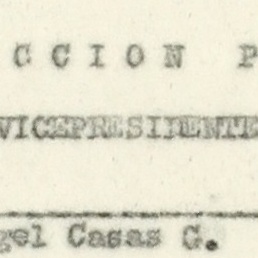 C C I O N P
VICEPRESIDENTE
gel Casas G.